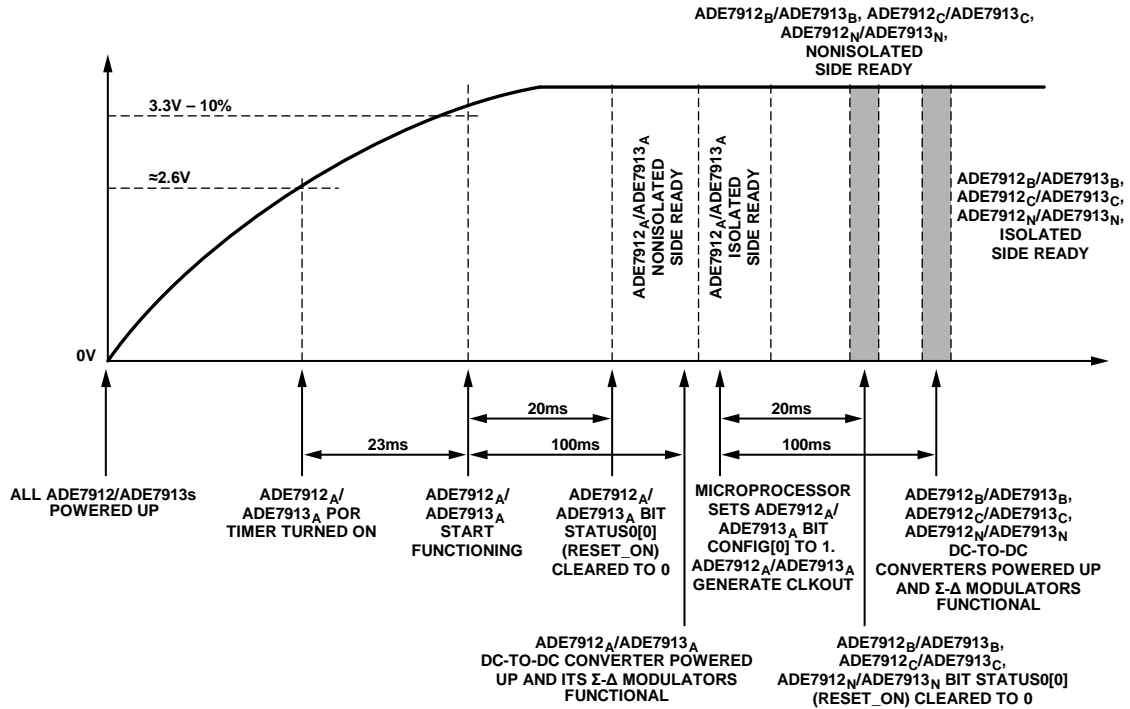 ADE7912B/ADE7913B, ADE7912C/ADE7913C,
ADE7912N/ADE7913N,
NONISOLATED
SIDE READY
3.3V – 10%
≈2.6V
0V
ADE7912A/ADE7913A
NONISOLATED
SIDE READY
ADE7912A/ADE7913A
ISOLATED
SIDE READY
ADE7912B/ADE7913B,
ADE7912C/ADE7913C,
ADE7912N/ADE7913N,
ISOLATED
SIDE READY
20ms
20ms
23ms
100ms
100ms
ALL ADE7912/ADE7913s
POWERED UP
ADE7912A/
ADE7913A POR
TIMER TURNED ON
ADE7912A/
ADE7913A
START
FUNCTIONING
ADE7912A/
ADE7913A BIT
STATUS0[0]
(RESET_ON)
CLEARED TO 0
MICROPROCESSOR
SETS ADE7912A/
ADE7913A BIT
CONFIG[0] TO 1.
ADE7912A/ADE7913A
GENERATE CLKOUT
ADE7912B/ADE7913B,
ADE7912C/ADE7913C,
ADE7912N/ADE7913N
DC-TO-DC
CONVERTERS POWERED UP
AND Σ-Δ MODULATORS
FUNCTIONAL
ADE7912A/ADE7913A
DC-TO-DC CONVERTER POWERED
UP AND ITS Σ-Δ MODULATORS
FUNCTIONAL
ADE7912B/ADE7913B,
ADE7912C/ADE7913C,
ADE7912N/ADE7913N BIT STATUS0[0]
(RESET_ON) CLEARED TO 0